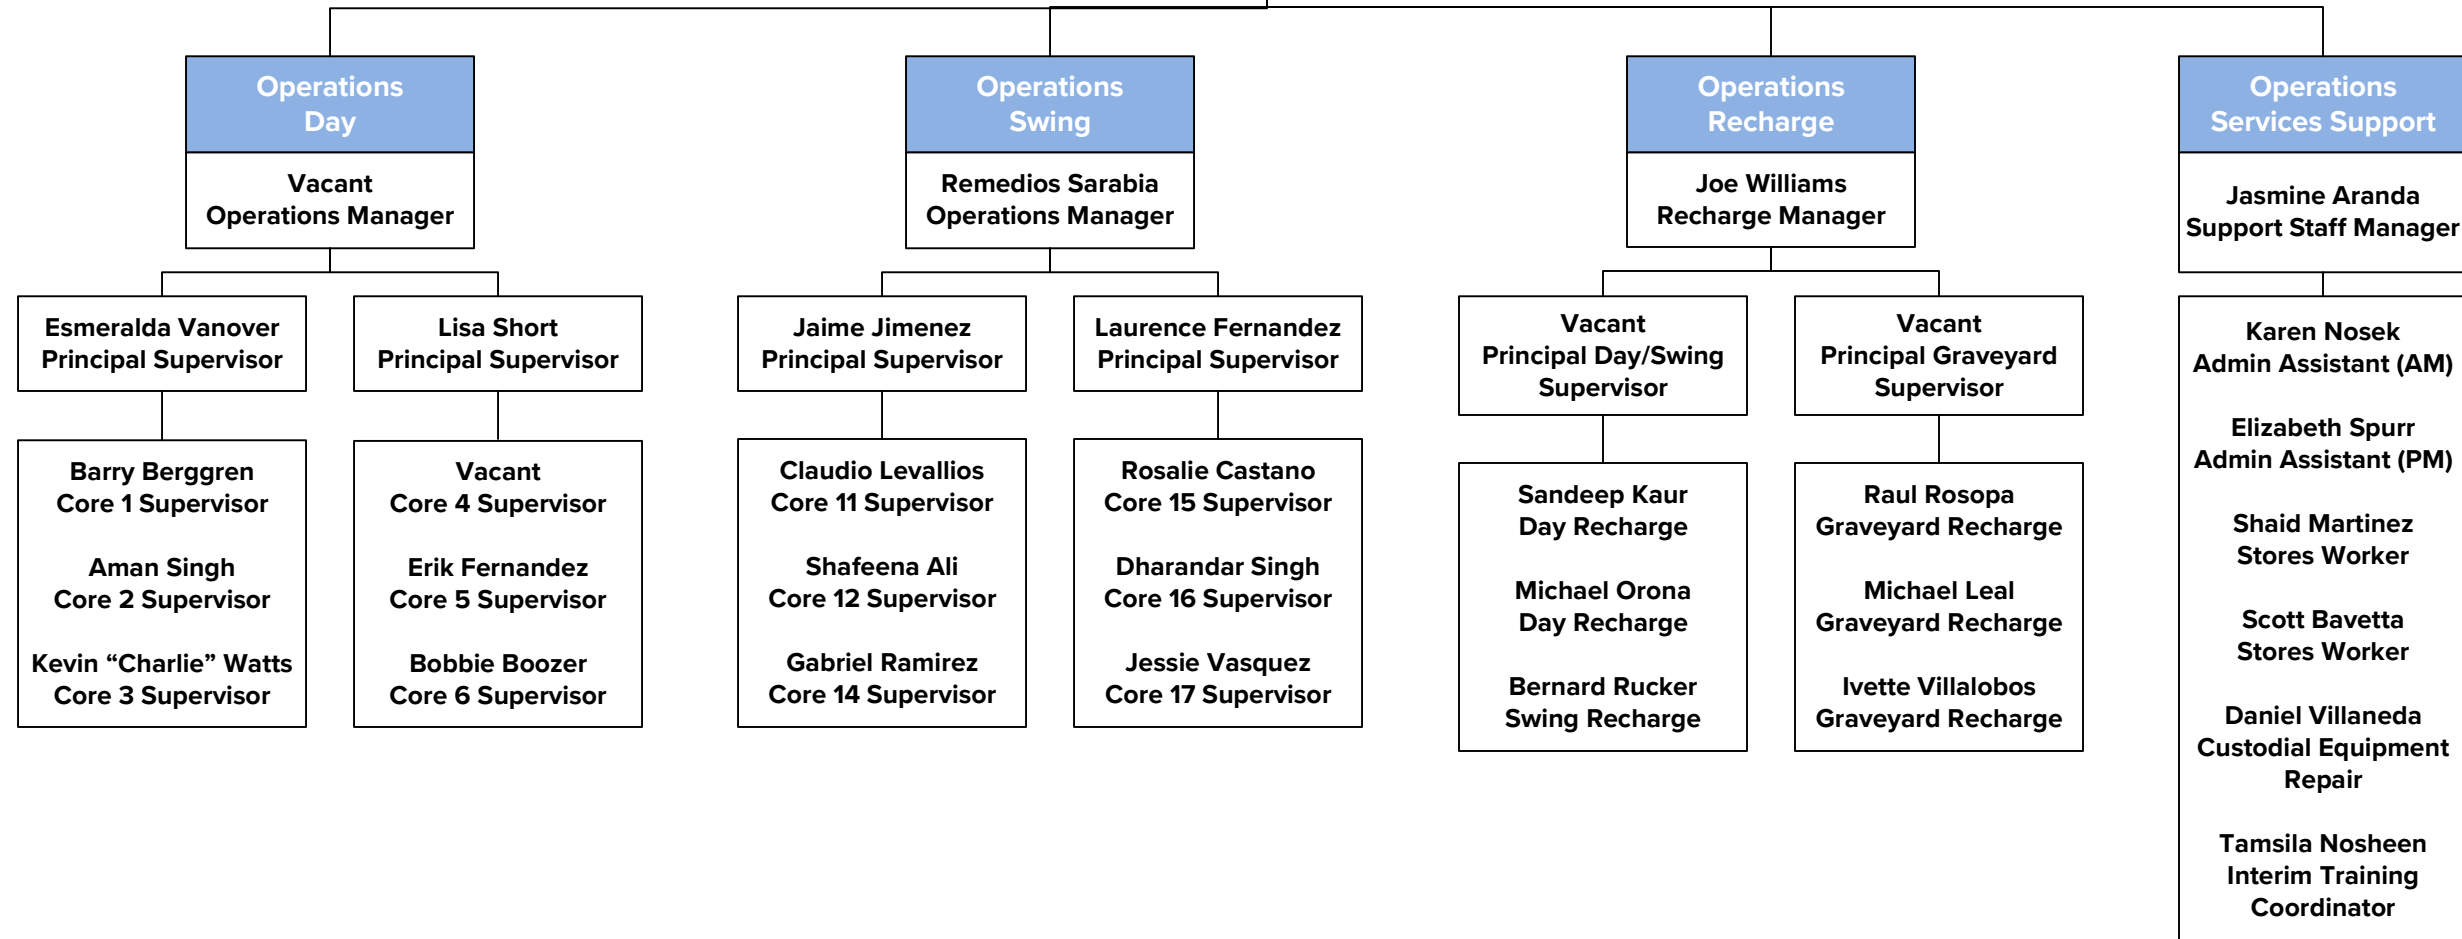 Operations
Day
Vacant
Operations Manager
Esmeralda Vanover
Principal Supervisor
Barry Berggren
Core 1 Supervisor
Aman Singh
Core 2 Supervisor
Kevin “Charlie” Watts
Core 3 Supervisor
Lisa Short
Principal Supervisor
Vacant
Core 4 Supervisor
Erik Fernandez
Core 5 Supervisor
Bobbie Boozer
Core 6 Supervisor
Operations
Swing
Remedios Sarabia
Operations Manager
Jaime Jimenez
Principal Supervisor
Claudio Levallios
Core 11 Supervisor
Shafeena Ali
Core 12 Supervisor
Gabriel Ramirez
Core 14 Supervisor
Laurence Fernandez
Principal Supervisor
Rosalie Castano
Core 15 Supervisor
Dharandar Singh
Core 16 Supervisor
Jessie Vasquez
Core 17 Supervisor
Operations
Recharge
Joe Williams
Recharge Manager
Vacant
Principal Day/Swing
Supervisor
Sandeep Kaur
Day Recharge
Michael Orona
Day Recharge
Bernard Rucker
Swing Recharge
Vacant
Principal Graveyard
Supervisor
Raul Rosopa
Graveyard Recharge
Michael Leal
Graveyard Recharge
Ivette Villalobos
Graveyard Recharge
Operations
Services Support
Jasmine Aranda
Support Staff Manager
Karen Nosek
Admin Assistant (AM)
Elizabeth Spurr
Admin Assistant (PM)
Shaid Martinez
Stores Worker
Scott Bavetta
Stores Worker
Daniel Villaneda
Custodial Equipment
Repair
Tamsila Nosheen
Interim Training
Coordinator